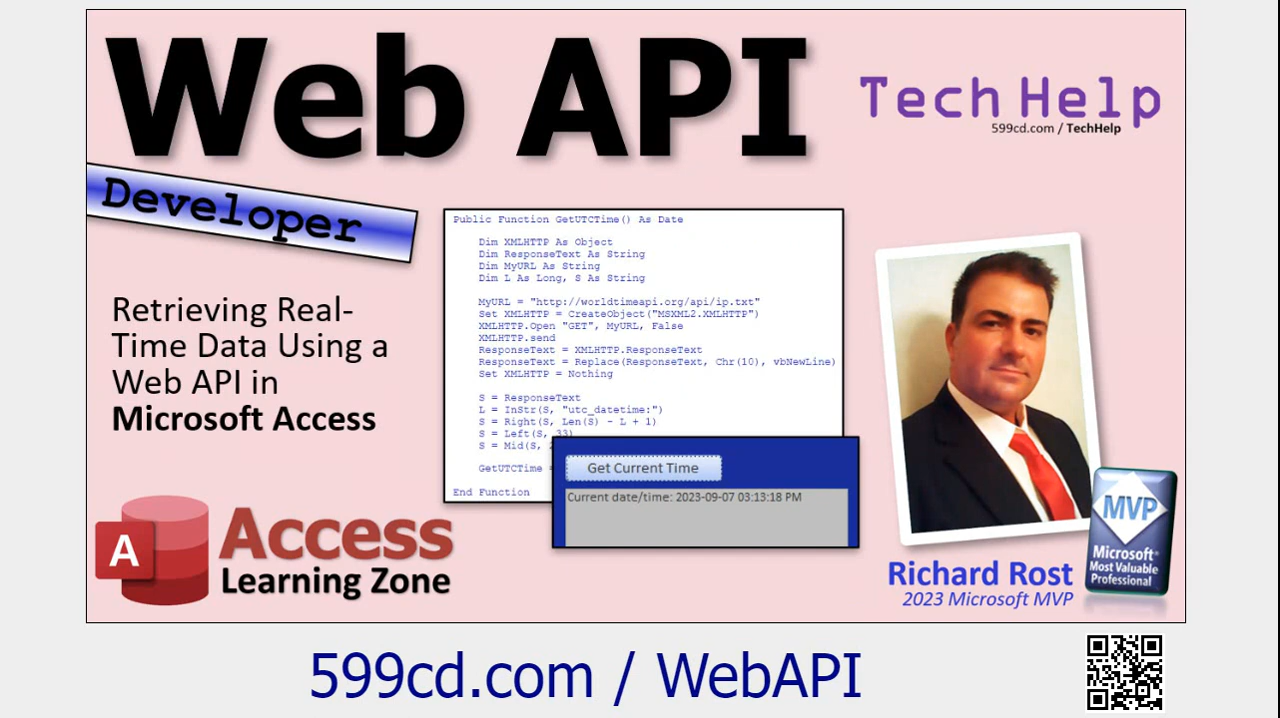 Web API
Tech Help
599cd.com / TechHelp
Developer
Retrieving Real-
Time Data Using a
Web API in
Microsoft Access
Public Function GetUTCTime() As Date
Dim XMLHTTP As Object
Dim ResponseText As String
Dim MyURL As String
Dim L As Long, S As String
MyURL = "http://worldtimeapi.org/api/ip.txt"
Set XMLHTTP = CreateObject("MSXML2.XMLHTTP")
XMLHTTP.Open "GET", MyURL, False
XMLHTTP.send
ResponseText = XMLHTTP.ResponseText
ResponseText = Replace(ResponseText, Chr(10), vbNewLine)
Set XMLHTTP = Nothing
S = ResponseText
L = InStr(S, "utc_datetime:")
S = Right(S, Len(S) - L + 1)
S = Left(S, 33)
S = Mid(S,
GetUTCTime =
End Function
Get Current Time
Current date/time: 2023-09-07 03:13:18 PM
A
Access
Learning Zone
MVP
Microsoft®
Most Valuable
Professional
Richard Rost
2023 Microsoft MVP
599cd.com / WebAPI